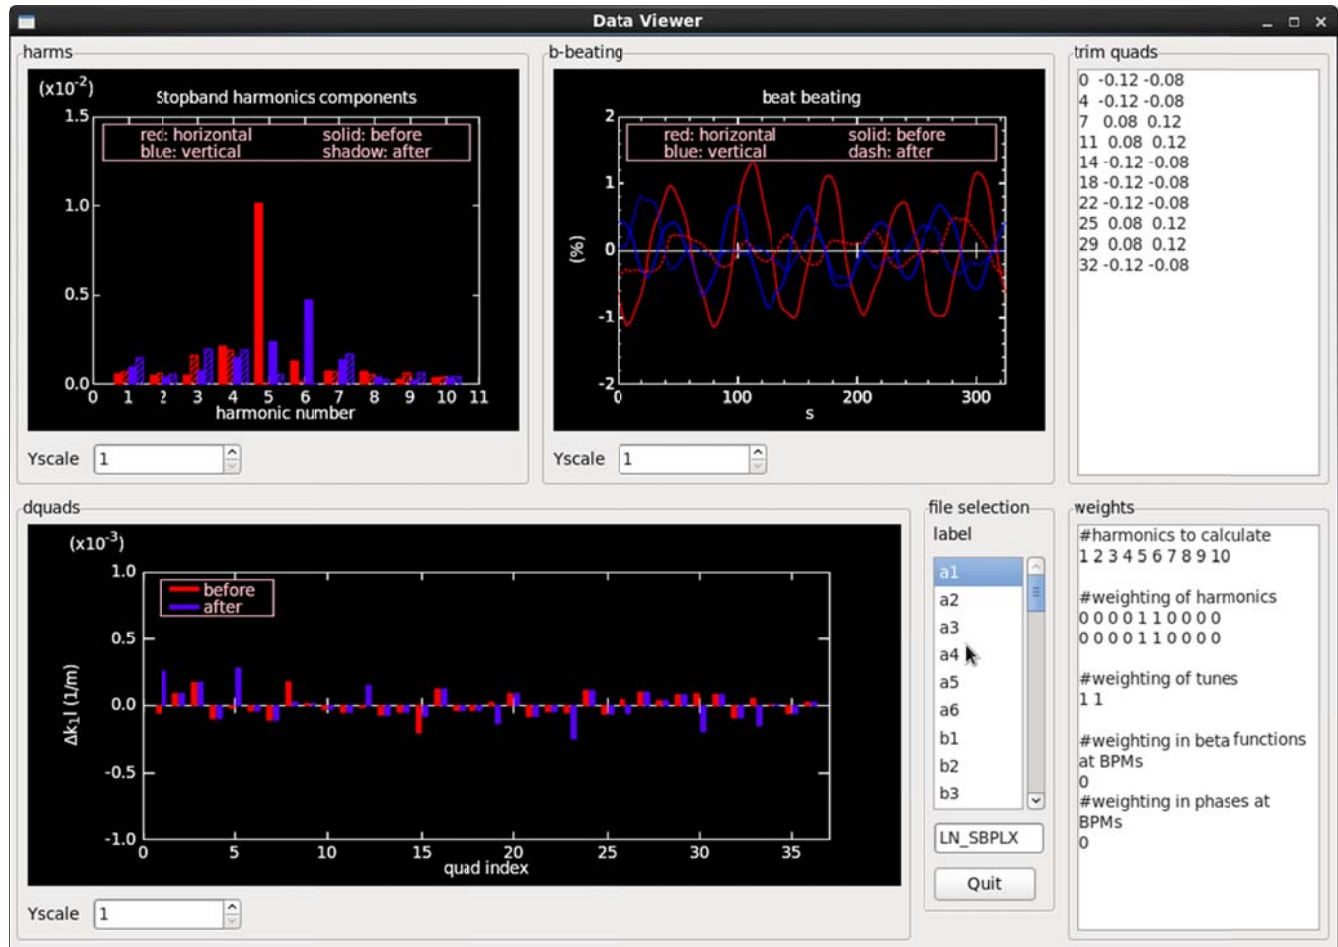 Data Viewer
harms
(x10⁻²)
Stopband harmonics components
red: horizontal solid: before
blue: vertical shadow: after
1.5
1.0
0.5
0.0
0 1 2 3 4 5 6 7 8 9 10 11
harmonic number
Yscale 1
b-beating
beat beating
red: horizontal solid: before
blue: vertical dash: after
2
1
0
-1
-2
(%)
0 100 200 300
s
Yscale 1
trim quads
0 -0.12 -0.08
4 -0.12 -0.08
7 0.08 0.12
11 0.08 0.12
14 -0.12 -0.08
18 -0.12 -0.08
22 -0.12 -0.08
25 0.08 0.12
29 0.08 0.12
32 -0.12 -0.08
dquads
(x10⁻³)
before
after
1.0
0.5
0.0
-0.5
-1.0
Δk₁l (1/m)
0 5 10 15 20 25 30 35
quad index
Yscale 1
file selection
label
a1
a2
a3
a4
a5
a6
b1
b2
b3
LN_SBPLX
Quit
weights
#harmonics to calculate
1 2 3 4 5 6 7 8 9 10
#weighting of harmonics
0 0 0 0 1 1 0 0 0 0
0 0 0 0 1 1 0 0 0 0
#weighting of tunes
1 1
#weighting in beta functions
at BPMs
0
#weighting in phases at
BPMs
0